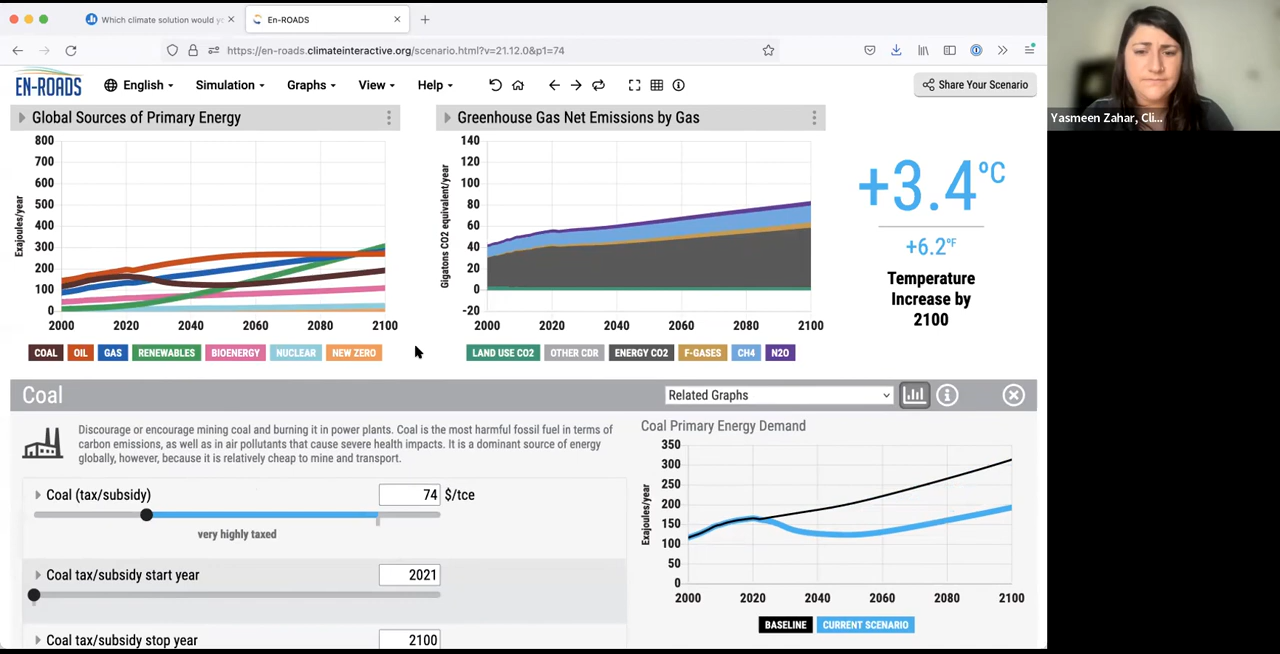 Which climate solution would yo
En-ROADS
https://en-roads.climateinteractive.org/scenario.html?v=21.12.0&p1=74
EN-ROADS
English
Simulation
Graphs
View
Help
Share Your Scenario
Yasmeen Zahar, Cli...
Global Sources of Primary Energy
Exajoules/year
800
700
600
500
400
300
200
100
0
2000 2020 2040 2060 2080 2100
COAL OIL GAS RENEWABLES BIOENERGY NUCLEAR NEW ZERO
Greenhouse Gas Net Emissions by Gas
Gigatons CO2 equivalent/year
140
120
100
80
60
40
20
0
-20
2000 2020 2040 2060 2080 2100
LAND USE CO2 OTHER CDR ENERGY CO2 F-GASES CH4 N2O
+3.4°C
+6.2°F
Temperature
Increase by
2100
Coal
Related Graphs
Discourage or encourage mining coal and burning it in power plants. Coal is the most harmful fossil fuel in terms of
carbon emissions, as well as in air pollutants that cause severe health impacts. It is a dominant source of energy
globally, however, because it is relatively cheap to mine and transport.
Coal (tax/subsidy) 74 $/tce
very highly taxed
Coal tax/subsidy start year 2021
Coal tax/subsidy stop year 2100
Coal Primary Energy Demand
Exajoules/year
350
300
250
200
150
100
50
0
2000 2020 2040 2060 2080 2100
BASELINE CURRENT SCENARIO